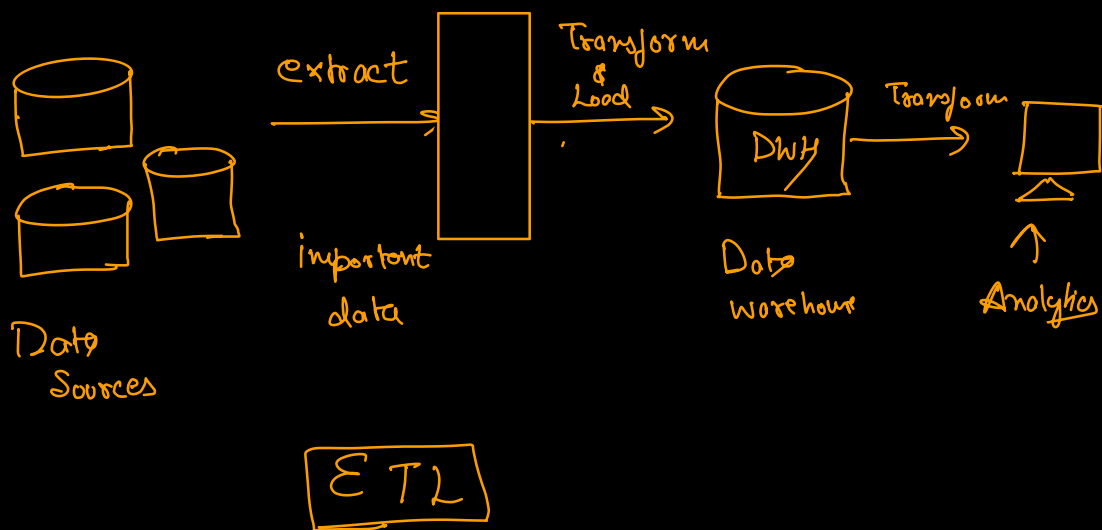 extract
Transform
&
Load
Transform
DWH
important
data
Data
warehouse
Analytics
Data
Sources
ETL